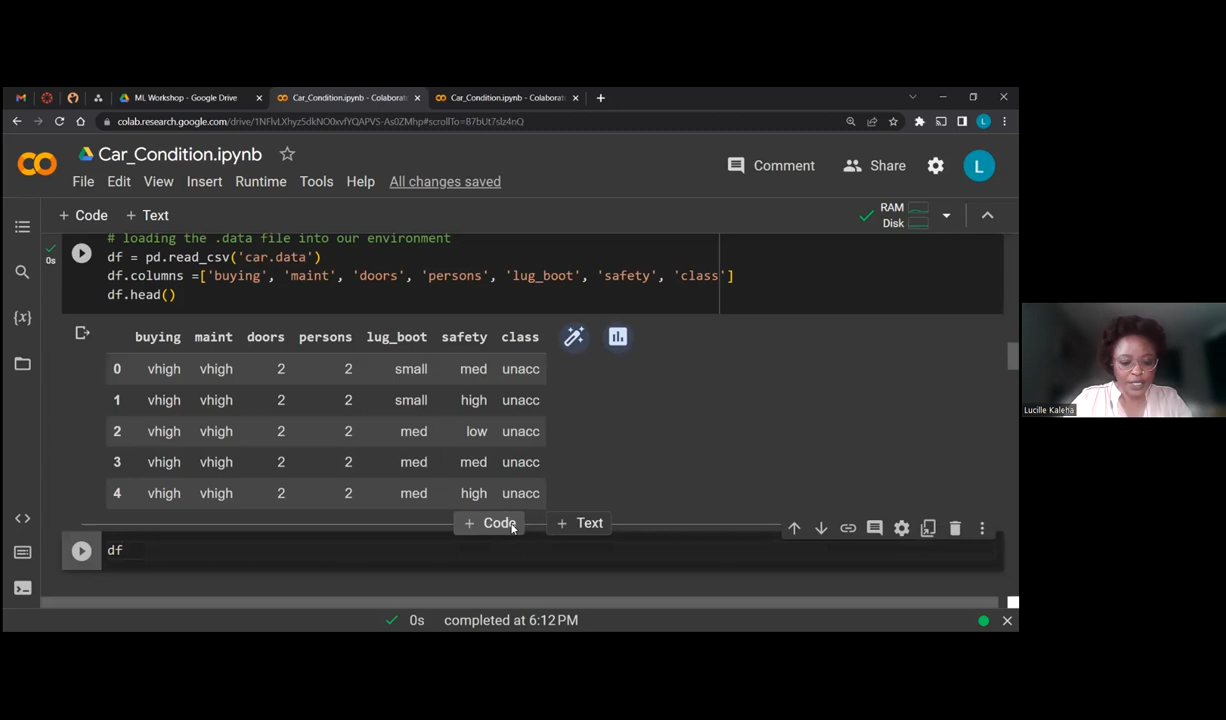 ML Workshop - Google Drive
Car_Condition.ipynb - Colaborat
Car_Condition.ipynb - Colaborat
colab.research.google.com/drive/1NFlvLXhyz5dkNO0xvfYQAPVS-As0ZMhp#scrollTo=B7bUt7slz4nQ
L
Car_Condition.ipynb
Comment
Share
L
File Edit View Insert Runtime Tools Help All changes saved
+ Code + Text
RAM
Disk
0s
# loading the .data file into our environment
df = pd.read_csv('car.data')
df.columns =['buying', 'maint', 'doors', 'persons', 'lug_boot', 'safety', 'class']
df.head()
buying maint doors persons lug_boot safety class
0 vhigh vhigh 2 2 small med unacc
1 vhigh vhigh 2 2 small high unacc
2 vhigh vhigh 2 2 med low unacc
3 vhigh vhigh 2 2 med med unacc
4 vhigh vhigh 2 2 med high unacc
+ Code + Text
df
0s completed at 6:12 PM
Lucille Kaleha